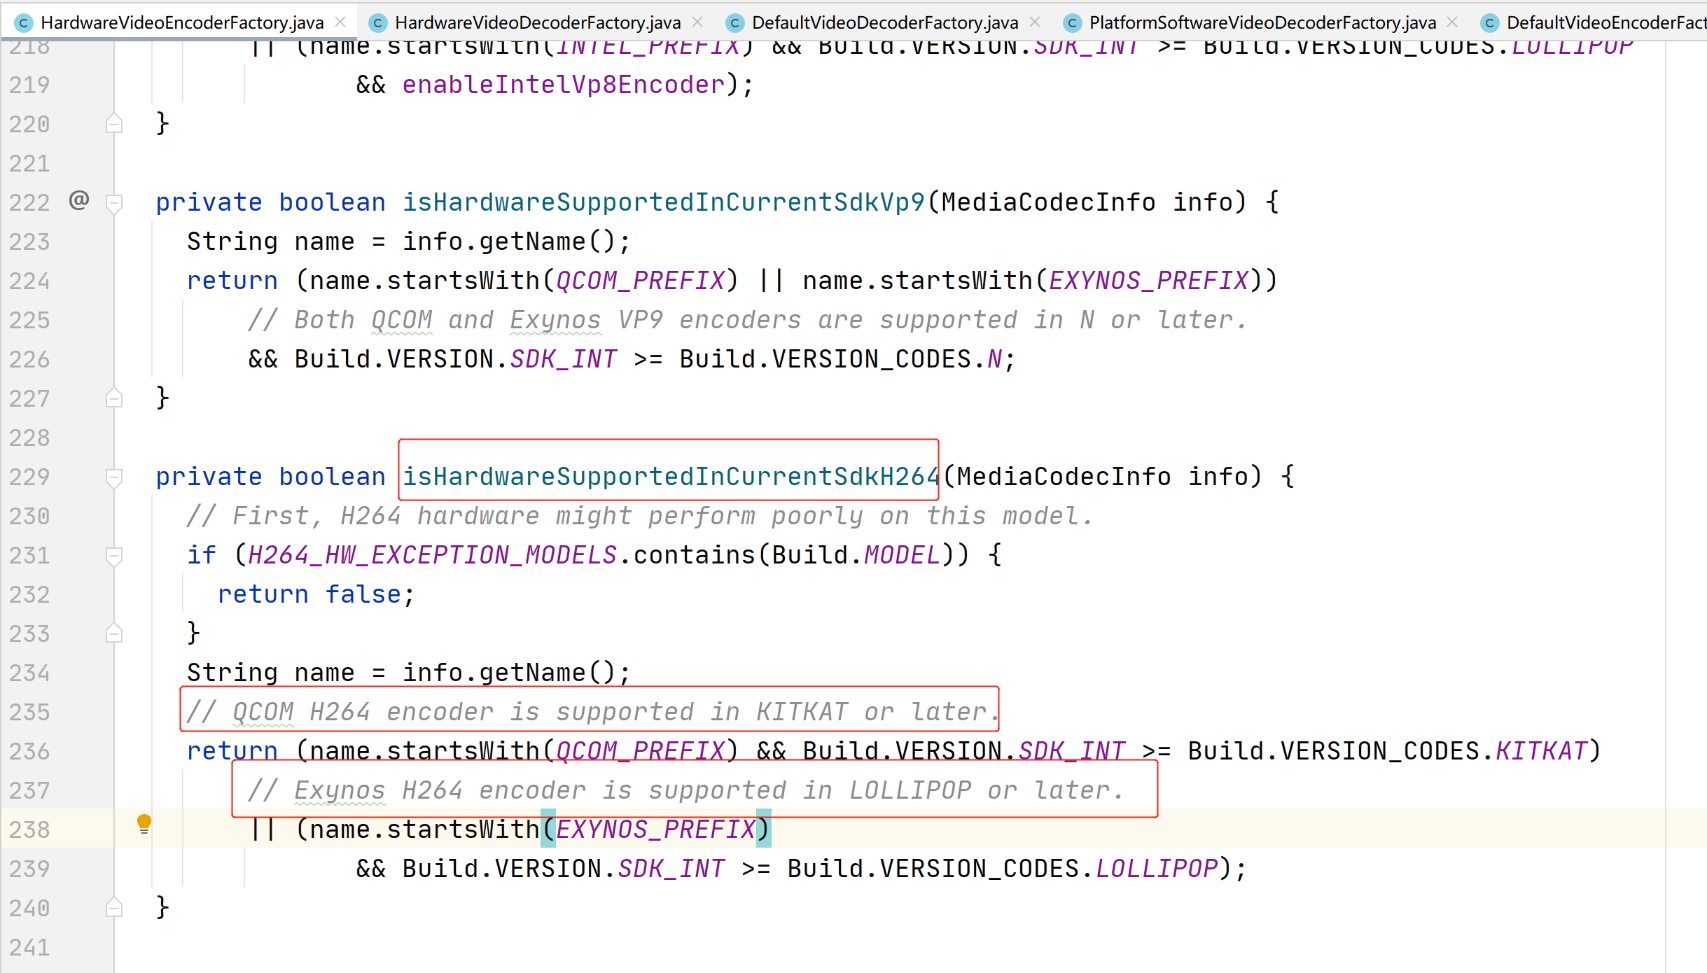 HardwareVideoEncoderFactory.java × HardwareVideoDecoderFactory.java × DefaultVideoDecoderFactory.java × PlatformSoftwareVideoDecoderFactory.java × DefaultVideoEncoderFact
218 || (name.startsWith(INTEL_PREFIX) && Build.VERSION.SDK_INT >= Build.VERSION_CODES.LOLLIPOP
219 && enableIntelVp8Encoder);
220 }
221
222 @ private boolean isHardwareSupportedInCurrentSdkVp9(MediaCodecInfo info) {
223 String name = info.getName();
224 return (name.startsWith(QCOM_PREFIX) || name.startsWith(EXYNOS_PREFIX))
225 // Both QCOM and Exynos VP9 encoders are supported in N or later.
226 && Build.VERSION.SDK_INT >= Build.VERSION_CODES.N;
227 }
228
229 private boolean isHardwareSupportedInCurrentSdkH264(MediaCodecInfo info) {
230 // First, H264 hardware might perform poorly on this model.
231 if (H264_HW_EXCEPTION_MODELS.contains(Build.MODEL)) {
232 return false;
233 }
234 String name = info.getName();
235 // QCOM H264 encoder is supported in KITKAT or later.
236 return (name.startsWith(QCOM_PREFIX) && Build.VERSION.SDK_INT >= Build.VERSION_CODES.KITKAT)
237 // Exynos H264 encoder is supported in LOLLIPOP or later.
238 || (name.startsWith(EXYNOS_PREFIX)
239 && Build.VERSION.SDK_INT >= Build.VERSION_CODES.LOLLIPOP);
240 }
241